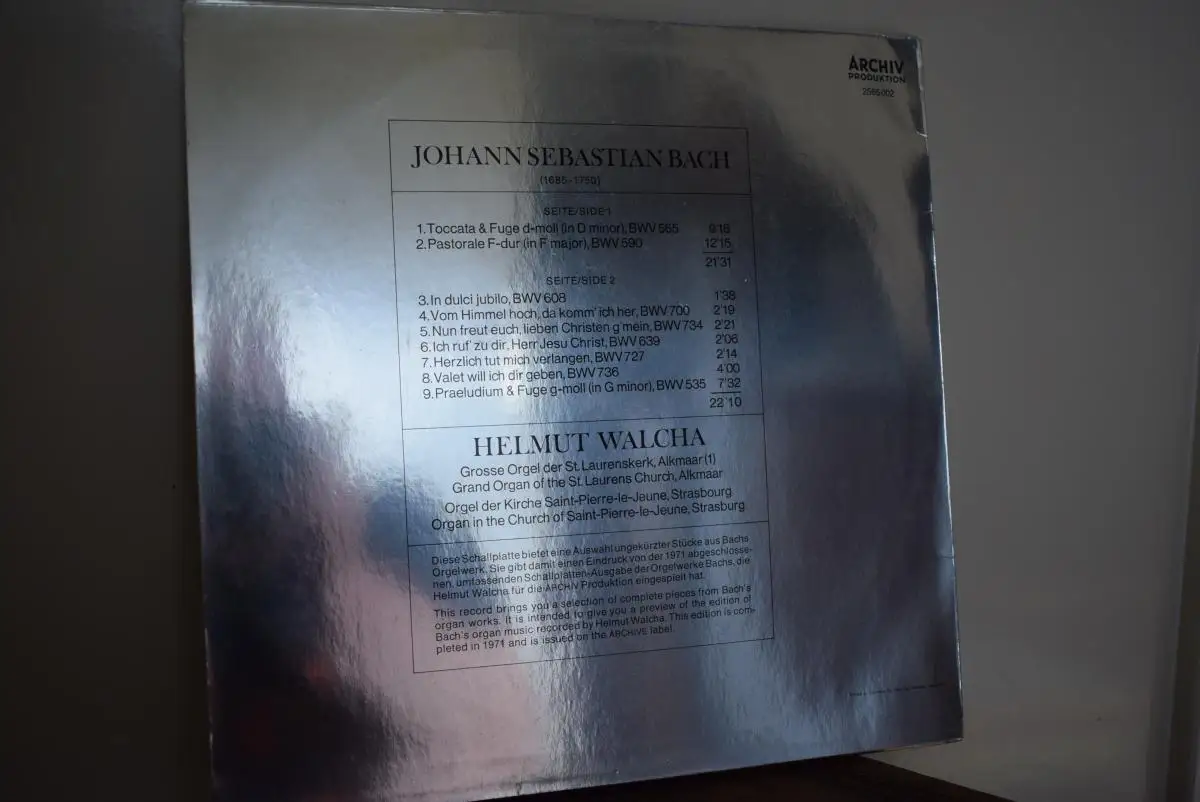 ARCHIV
PRODUKTION
2565002
JOHANN SEBASTIAN BACH
(1685-1750)
SEITE/SIDE 1
1. Toccata & Fuge d-moll (in D minor), BWV 565 9'16
2. Pastorale F-dur (in F major), BWV 590 12'15
21'31
SEITE/SIDE 2
3. In dulci jubilo, BWV 608 1'38
4. Vom Himmel hoch, da komm' ich her, BWV 700 2'19
5. Nun freut euch, lieben Christen g'mein, BWV 734 2'21
6. Ich ruf' zu dir, Herr Jesu Christ, BWV 639 2'06
7. Herzlich tut mich verlangen, BWV 727 2'14
8. Valet will ich dir geben, BWV 736 4'00
9. Praeludium & Fuge g-moll (in G minor), BWV 535 7'32
22'10
HELMUT WALCHA
Grosse Orgel der St. Laurenskerk, Alkmaar (1)
Grand Organ of the St. Laurens Church, Alkmaar
Orgel der Kirche Saint-Pierre-le-Jeune, Strasbourg
Organ in the Church of Saint-Pierre-le-Jeune, Strasburg
Diese Schallplatte bietet eine Auswahl ungekürzter Stücke aus Bachs
Orgelwerk. Sie gibt damit einen Eindruck von der 1971 abgeschlosse-
nen, umfassenden Schallplatten-Ausgabe der Orgelwerke Bachs, die
Helmut Walcha für die ARCHIV Produktion eingespielt hat.
This record brings you a selection of complete pieces from Bach's
organ works. It is intended to give you a preview of the edition of
Bach's organ music recorded by Helmut Walcha. This edition is com-
pleted in 1971 and is issued on the ARCHIVE label.